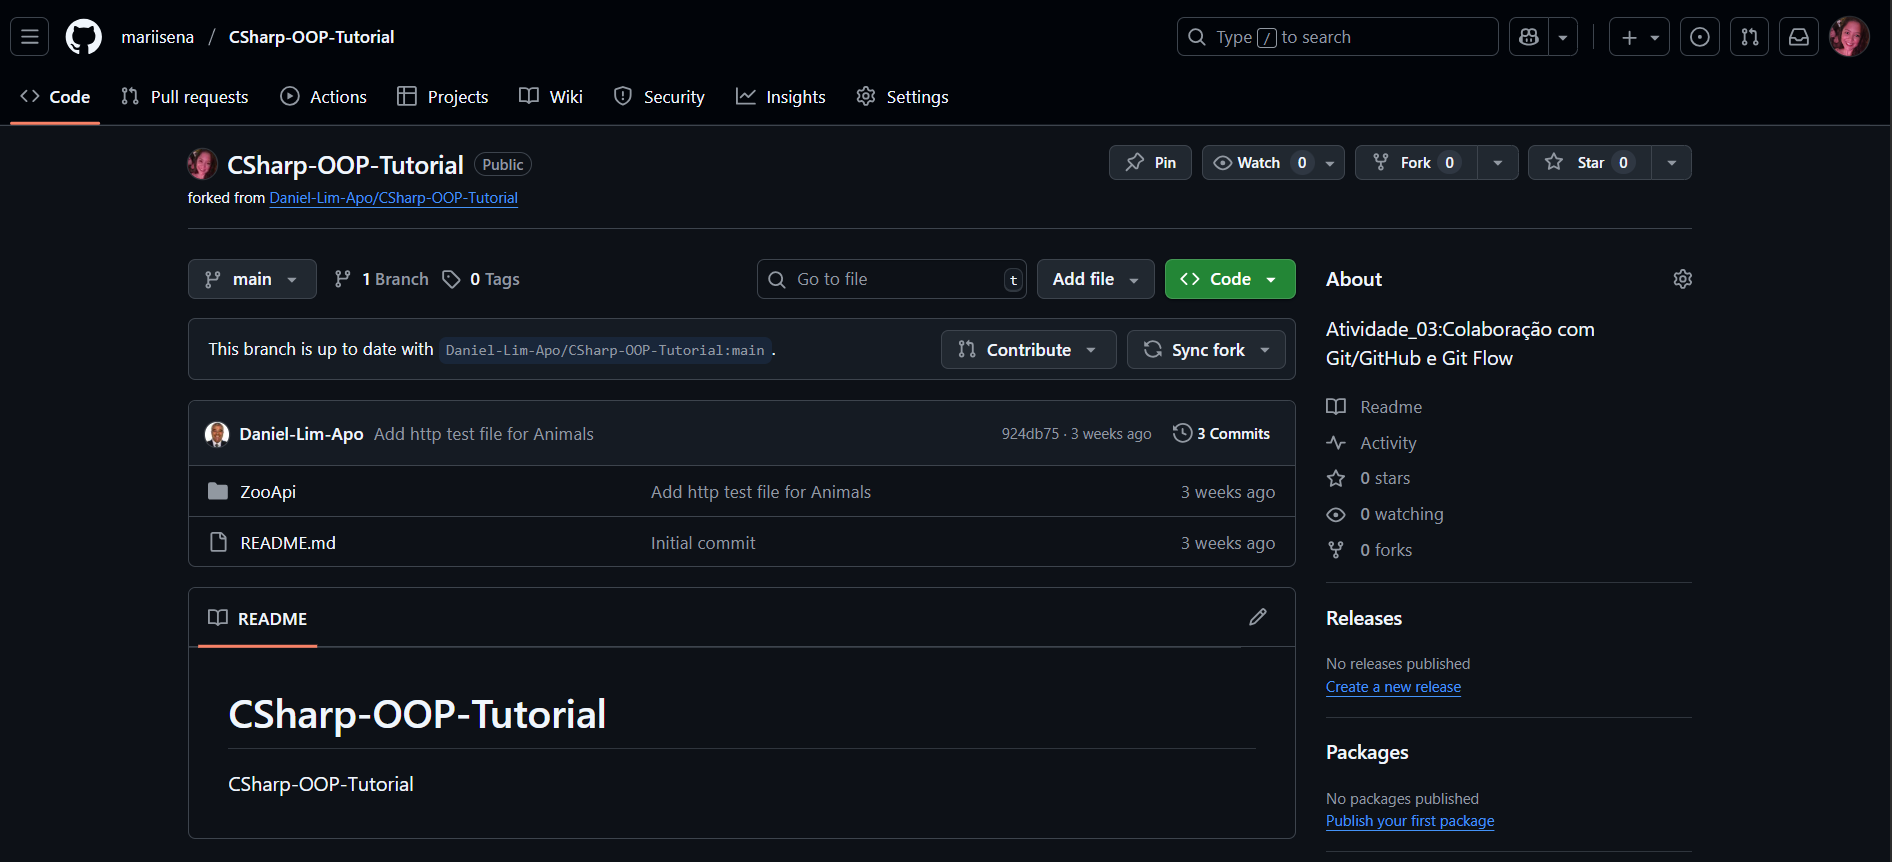 mariisena / CSharp-OOP-Tutorial
Type / to search
Code Pull requests Actions Projects Wiki Security Insights Settings
CSharp-OOP-Tutorial Public
Pin Watch 0 Fork 0 Star 0
forked from Daniel-Lim-Apo/CSharp-OOP-Tutorial
main 1 Branch 0 Tags Go to file t Add file Code
This branch is up to date with Daniel-Lim-Apo/CSharp-OOP-Tutorial:main . Contribute Sync fork
Daniel-Lim-Apo Add http test file for Animals 924db75 · 3 weeks ago 3 Commits
ZooApi Add http test file for Animals 3 weeks ago
README.md Initial commit 3 weeks ago
README
CSharp-OOP-Tutorial
CSharp-OOP-Tutorial
About
Atividade_03:Colaboração com
Git/GitHub e Git Flow
Readme
Activity
0 stars
0 watching
0 forks
Releases
No releases published
Create a new release
Packages
No packages published
Publish your first package